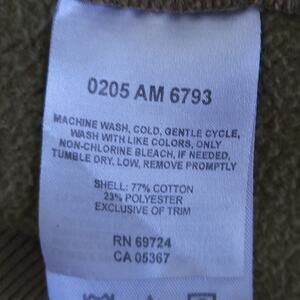 0205 AM 6793
MACHINE WASH, COLD, GENTLE CYCLE,
WASH WITH LIKE COLORS, ONLY
NON-CHLORINE BLEACH, IF NEEDED,
TUMBLE DRY, LOW, REMOVE PROMPTLY
SHELL: 77% COTTON
23% POLYESTER
EXCLUSIVE OF TRIM
RN 69724
CA 05367